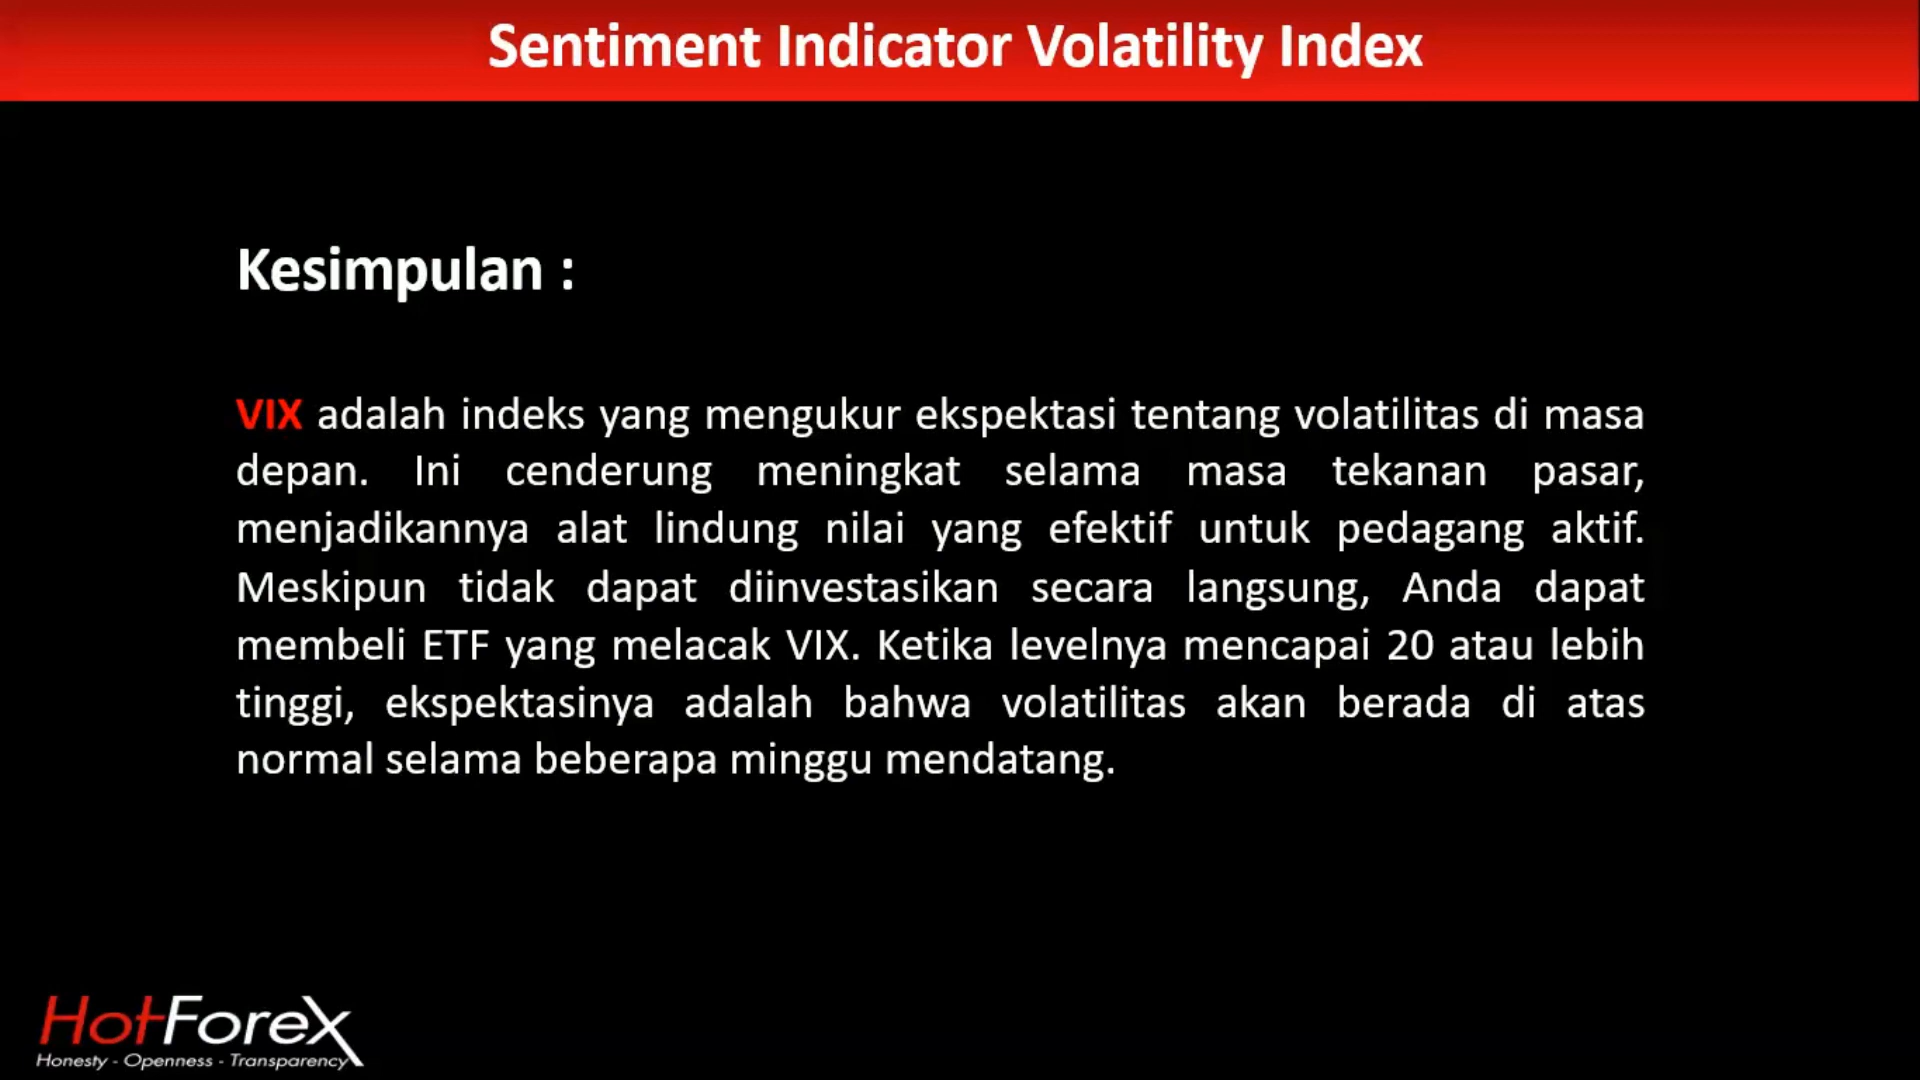 Sentiment Indicator Volatility Index
Kesimpulan :
VIX adalah indeks yang mengukur ekspektasi tentang volatilitas di masa
depan. Ini cenderung meningkat selama masa tekanan pasar,
menjadikannya alat lindung nilai yang efektif untuk pedagang aktif.
Meskipun tidak dapat diinvestasikan secara langsung, Anda dapat
membeli ETF yang melacak VIX. Ketika levelnya mencapai 20 atau lebih
tinggi, ekspektasinya adalah bahwa volatilitas akan berada di atas
normal selama beberapa minggu mendatang.
HotForex
Honesty - Openness - Transparency